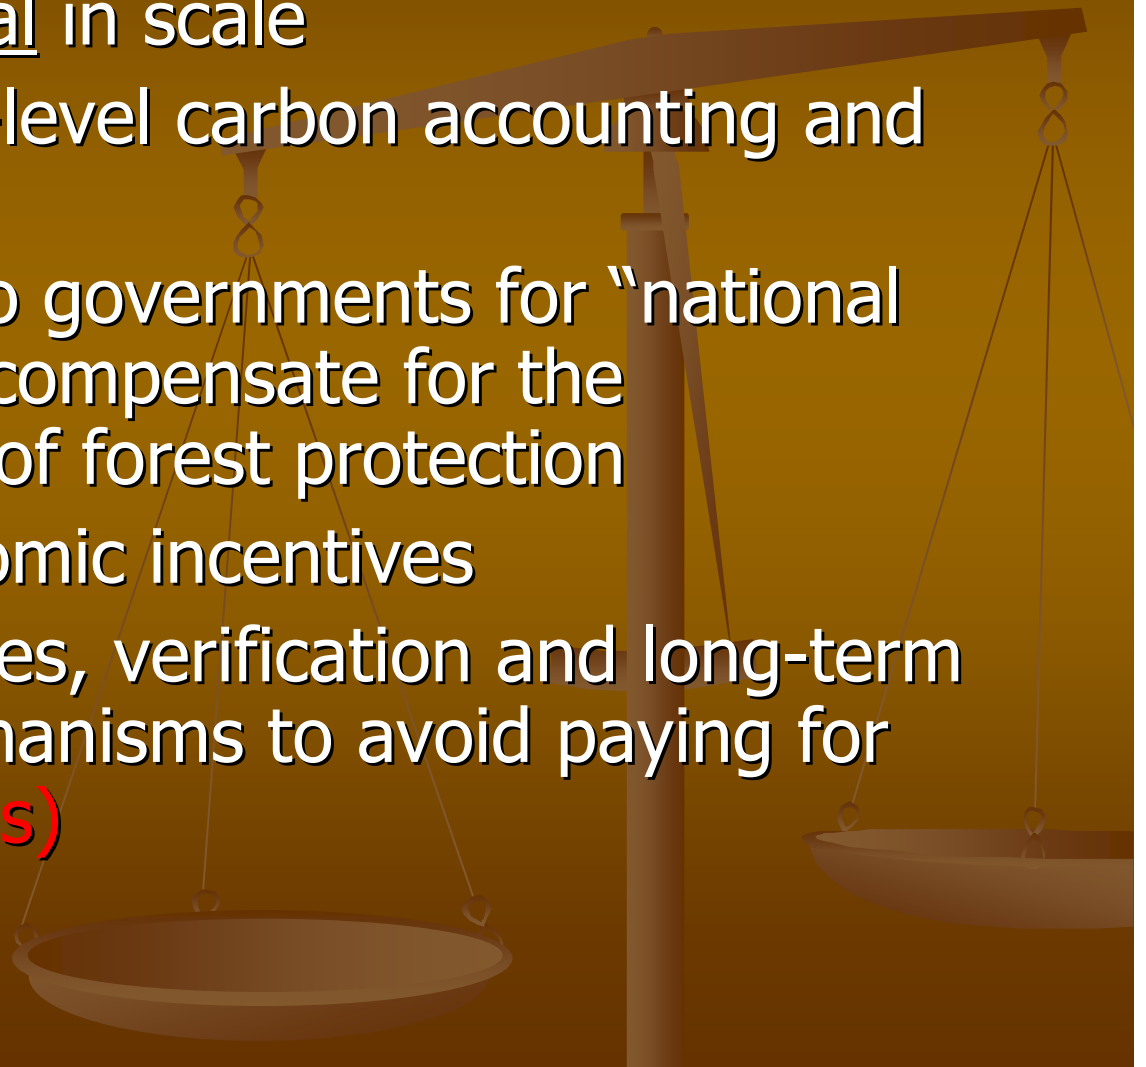 al in scale
-level carbon accounting and
o governments for “national
compensate for the
of forest protection
omic incentives
es, verification and long-term
hanisms to avoid paying for
s)